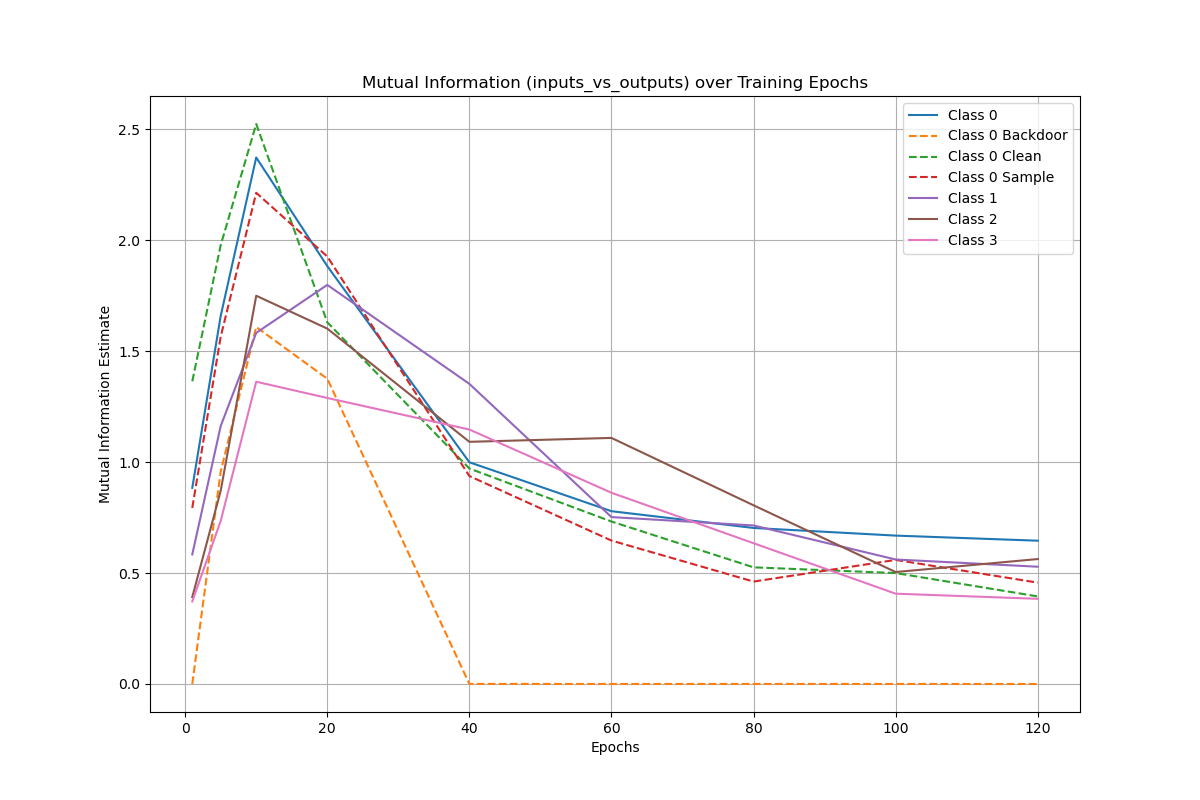 Mutual Information (inputs_vs_outputs) over Training Epochs
Class 0
Class 0 Backdoor
Class 0 Clean
Class 0 Sample
Class 1
Class 2
Class 3
Mutual Information Estimate
2.5
2.0
1.5
1.0
0.5
0.0
0 20 40 60 80 100 120
Epochs